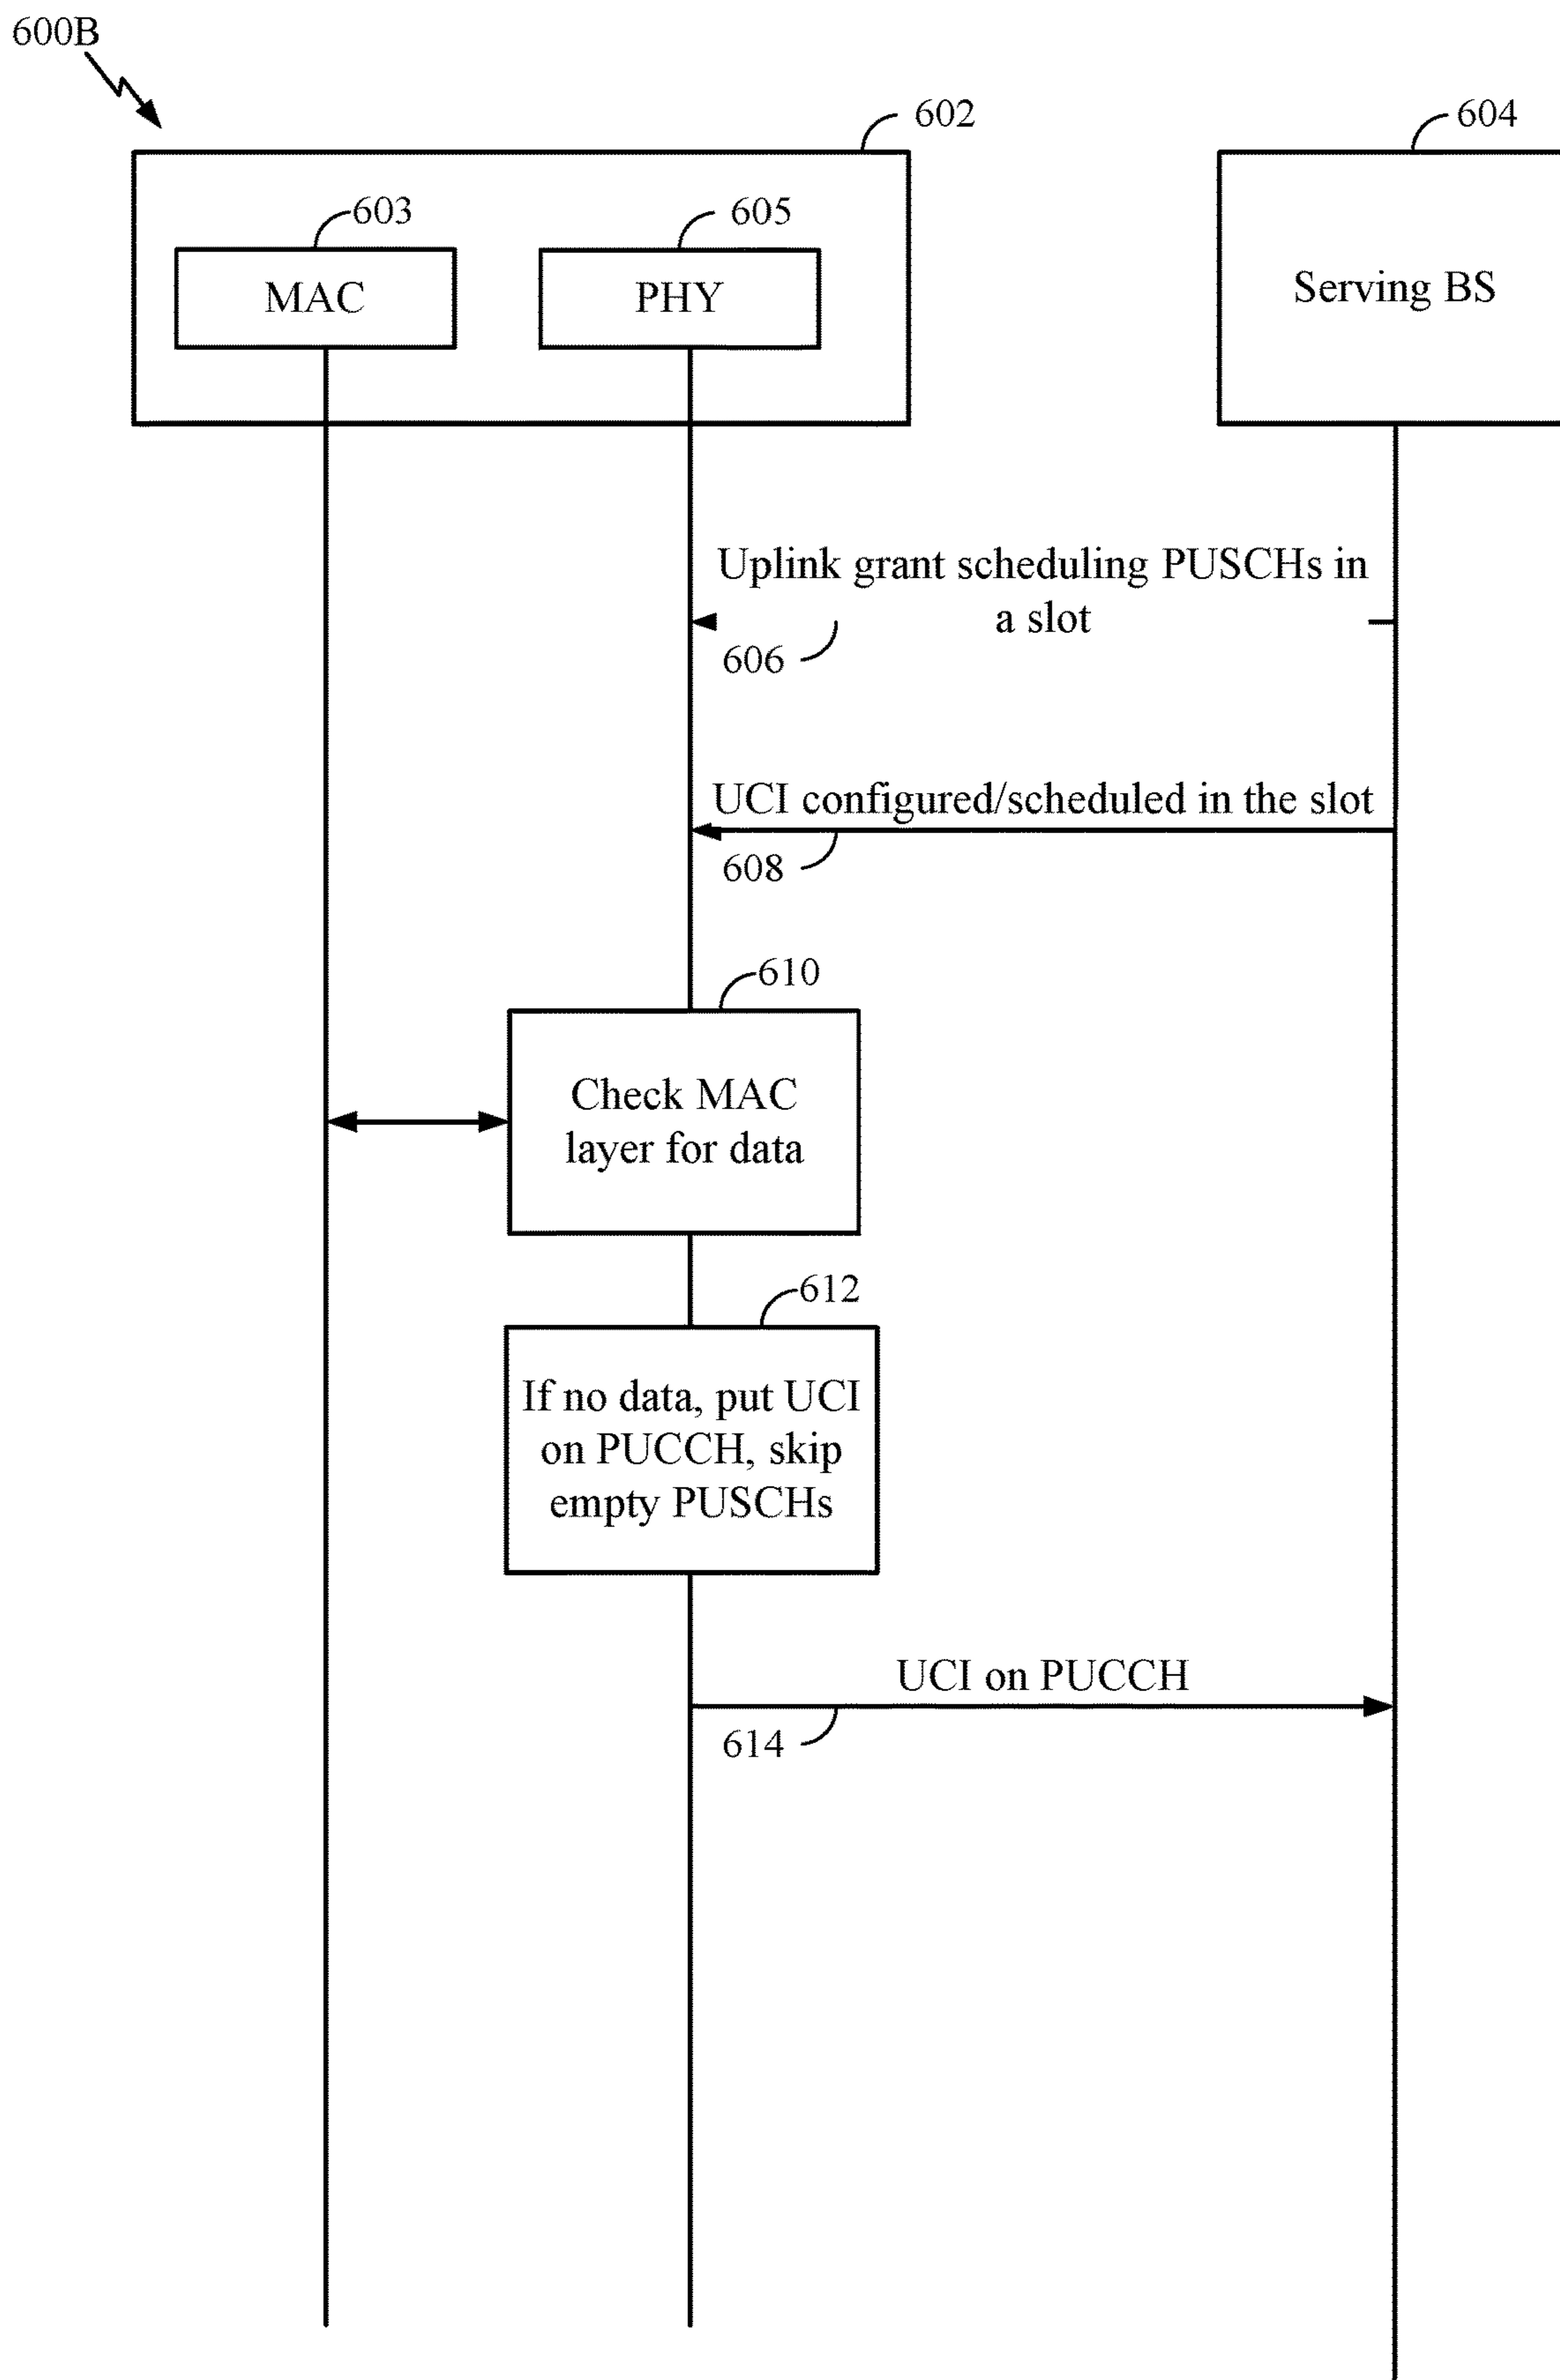 600B
602
604
603
605
MAC
PHY
Serving BS
Uplink grant scheduling PUSCHs in
a slot
606
UCI configured/scheduled in the slot
608
610
Check MAC
layer for data
612
If no data, put UCI
on PUCCH, skip
empty PUSCHs
UCI on PUCCH
614